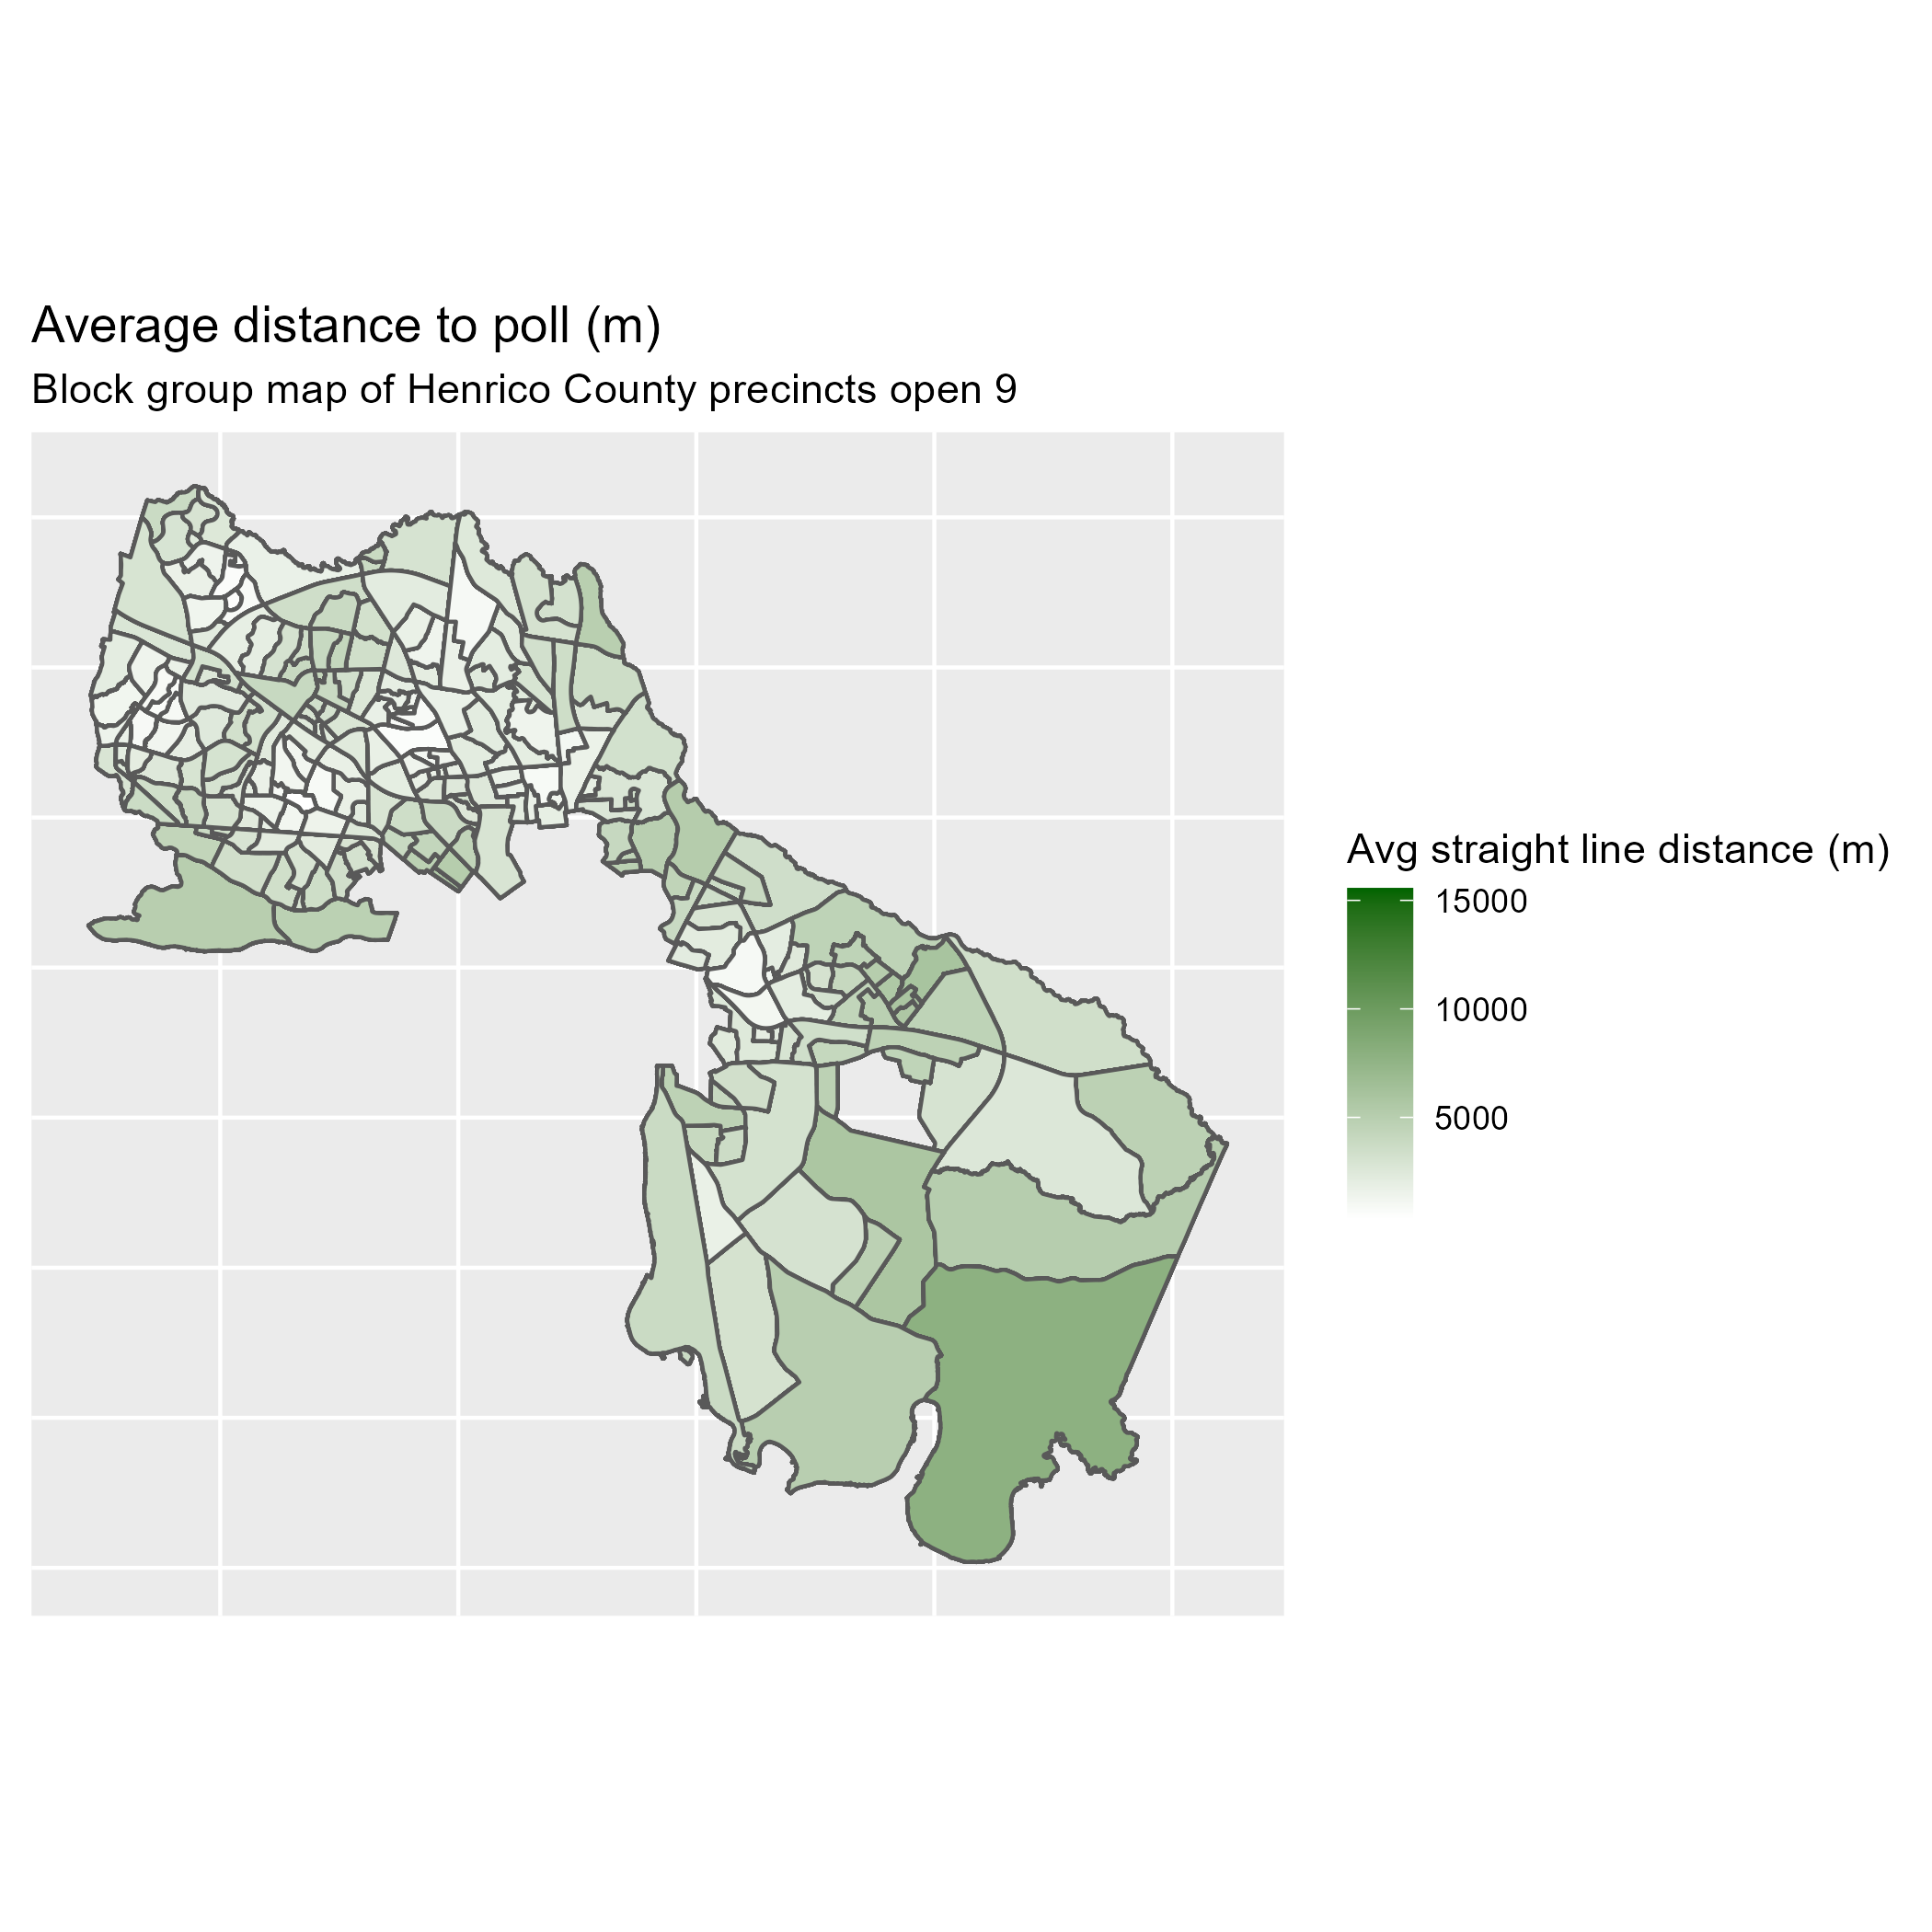 Average distance to poll (m)
Block group map of Henrico County precincts open 9
Avg straight line distance (m)
15000
10000
5000